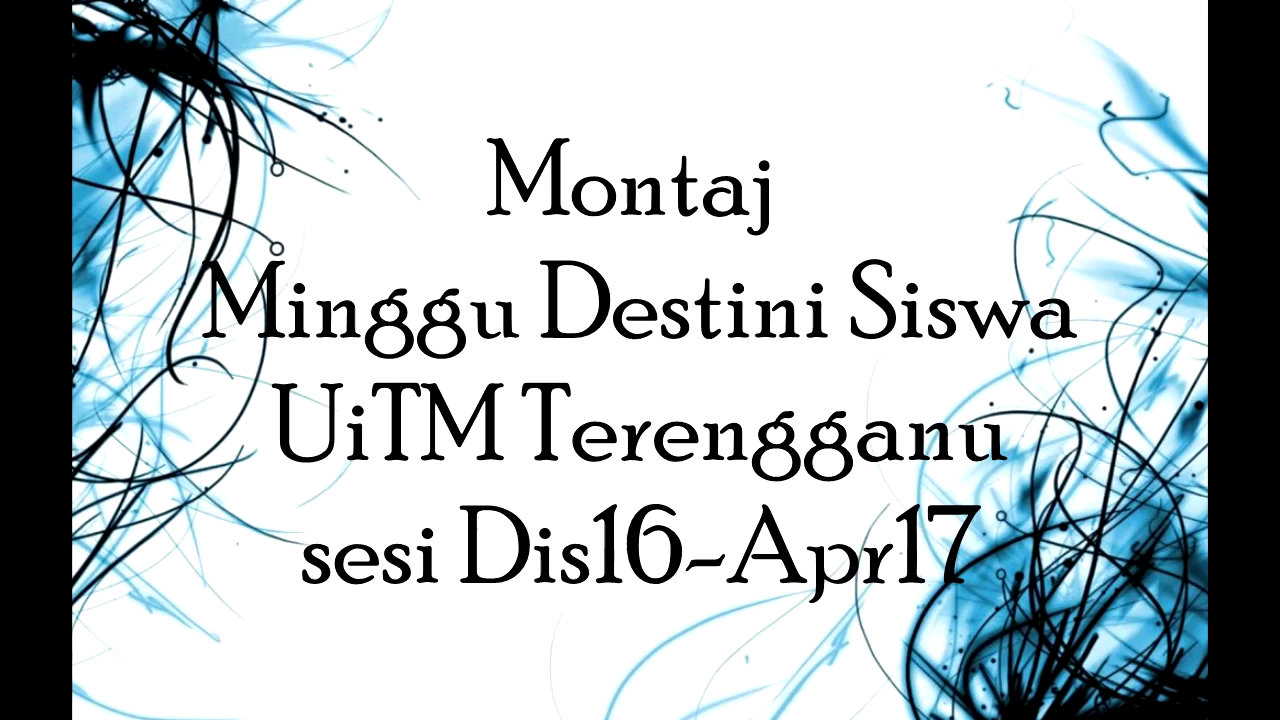 Montaj
Minggu Destini Siswa
UiTM Terengganu
sesi Dis16-Apr17